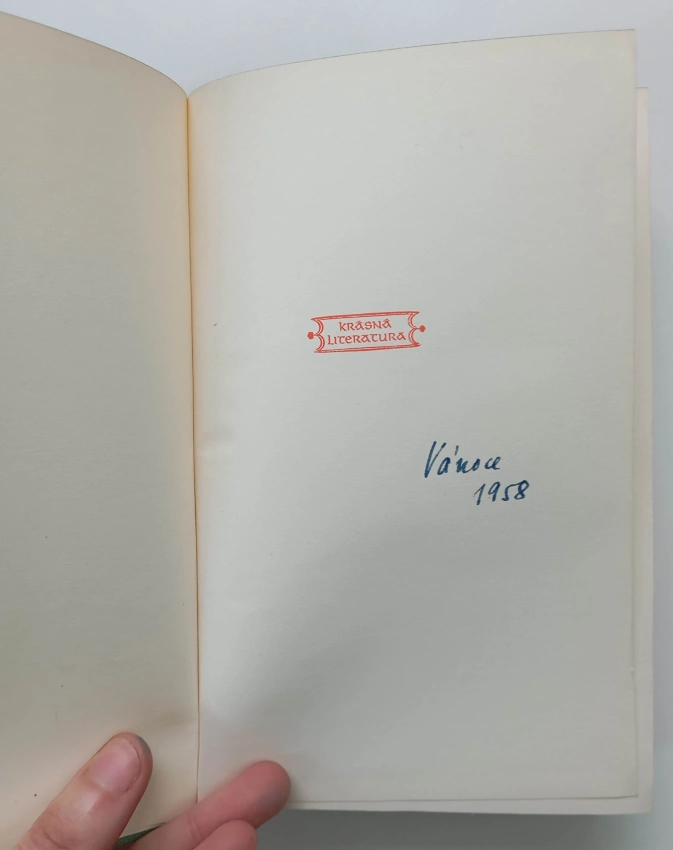 KRÁSNÁ
LITERATURA
Vánoce
1958